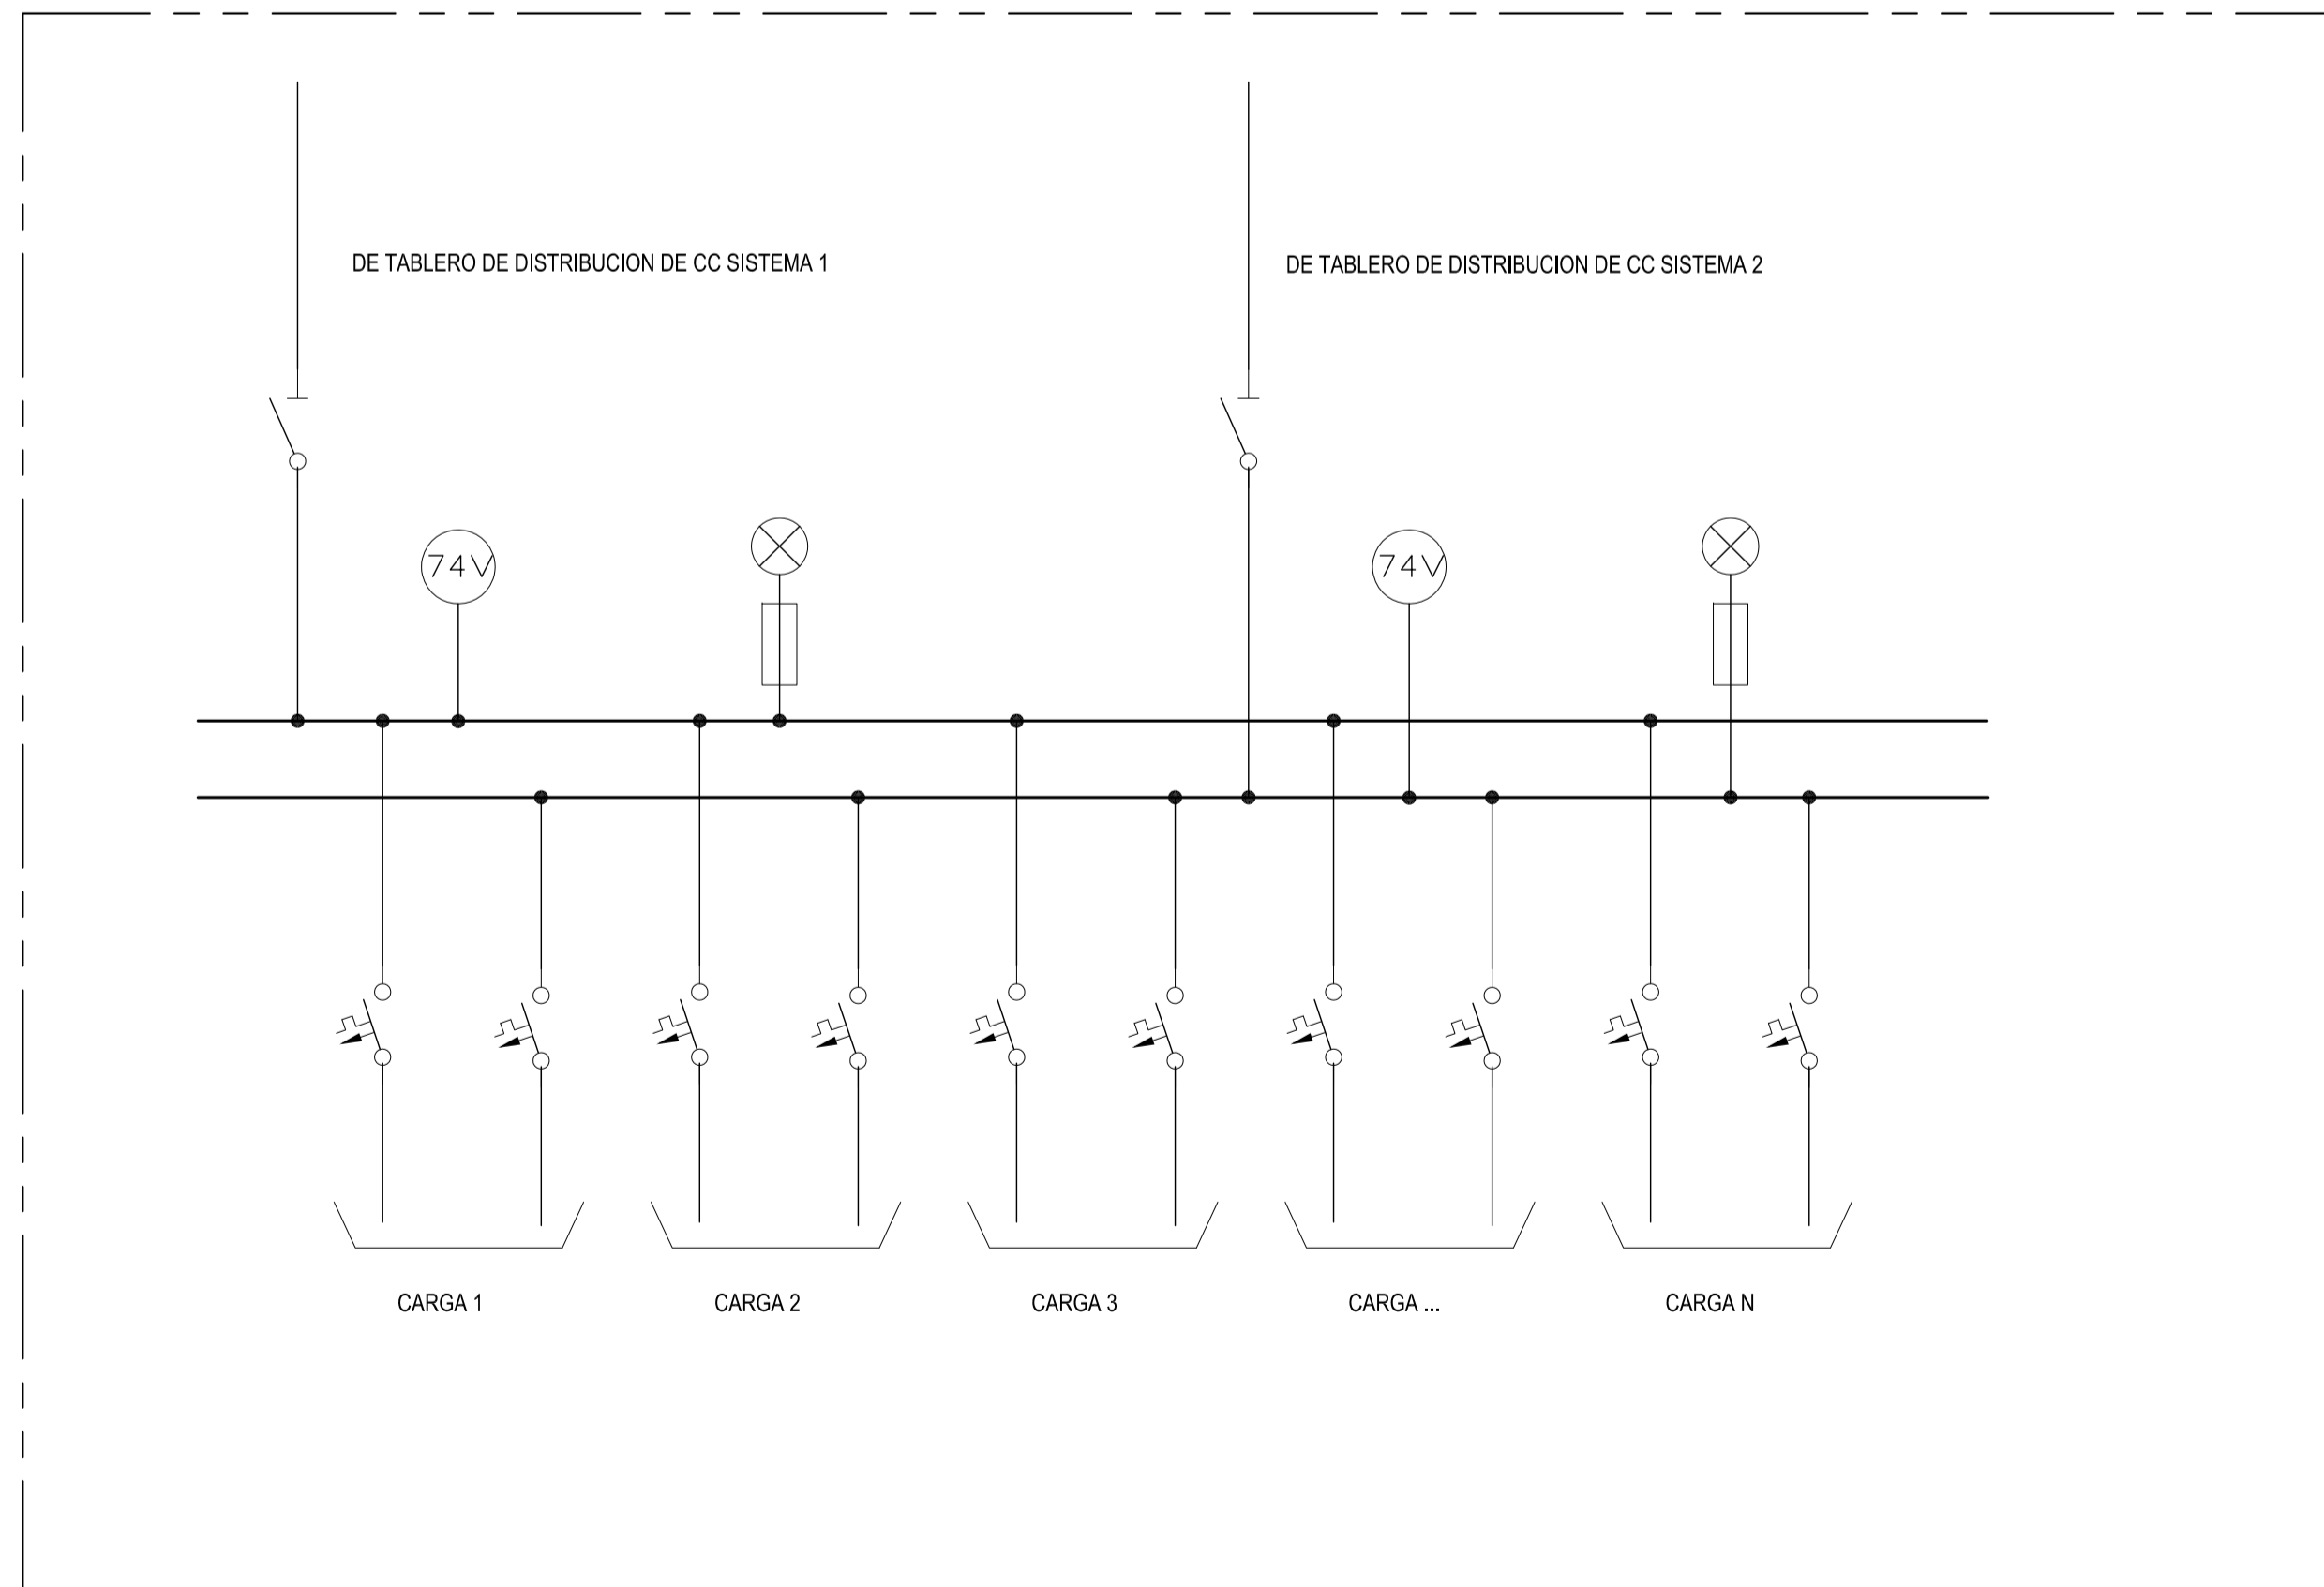 DE TABLERO DE DISTRIBUCION DE CC SISTEMA 1
DE TABLERO DE DISTRIBUCION DE CC SISTEMA 2
74V
74V
CARGA 1
CARGA 2
CARGA 3
CARGA ...
CARGA N